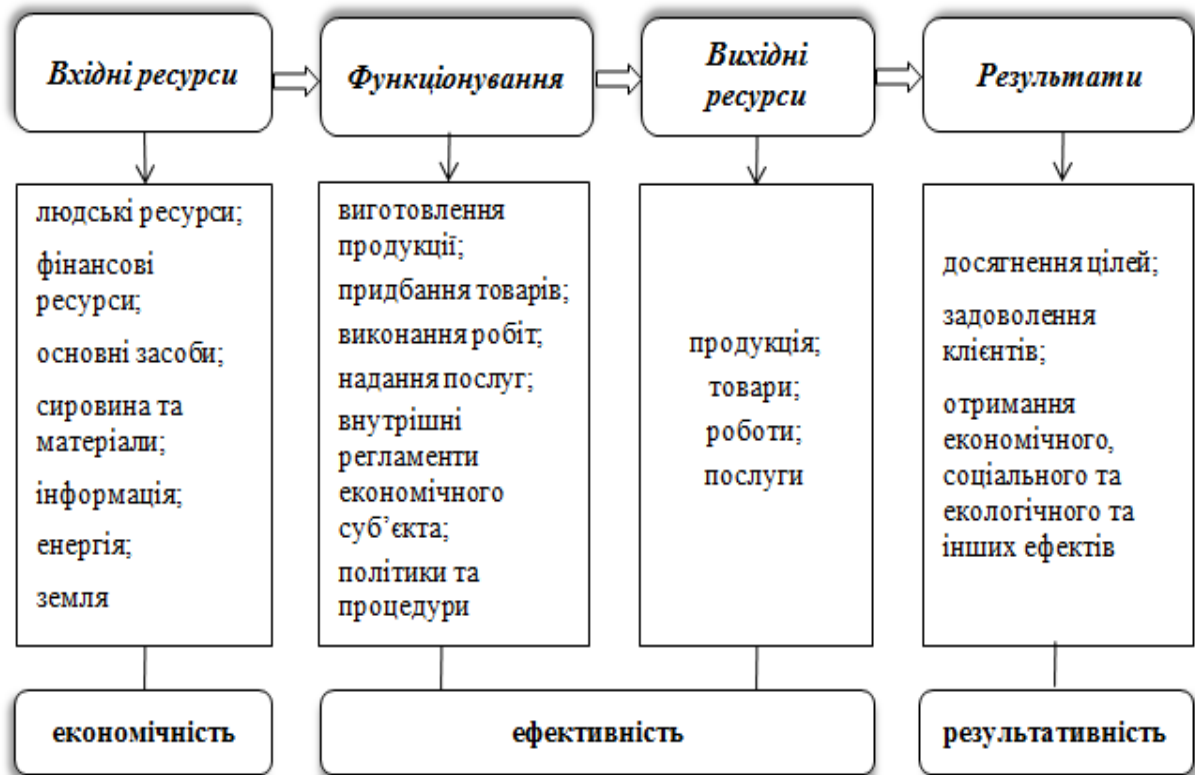 Вхідні ресурси
Функціонування
Вихідні
ресурси
Результати
людські ресурси;
фінансові
ресурси;
основні засоби;
сировина та
матеріали;
інформація;
енергія;
земля
виготовлення
продукції;
придбання товарів;
виконання робіт;
надання послуг;
внутрішні
регламенти
економічного
суб’єкта;
політики та
процедури
продукція;
товари;
роботи;
послуги
досягнення цілей;
задоволення
клієнтів;
отримання
економічного,
соціального та
екологічного та
інших ефектів
економічність
ефективність
результативність